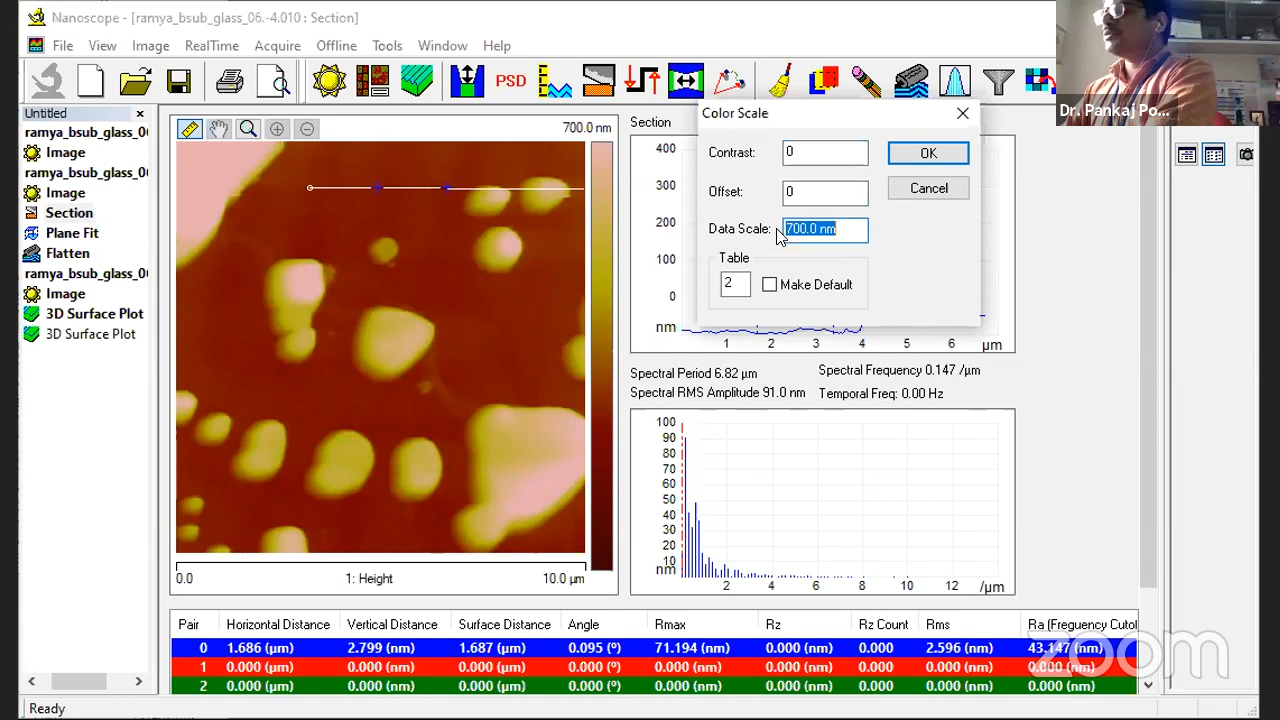 Nanoscope - [ramya_bsub_glass_06.-4.010 : Section]
File View Image RealTime Acquire Offline Tools Window Help
PSD
Dr. Pankaj Po...
Untitled
ramya_bsub_glass_0
Image
ramya_bsub_glass_0
Image
Section
Plane Fit
Flatten
ramya_bsub_glass_0
Image
3D Surface Plot
3D Surface Plot
700.0 nm
0.0 1: Height 10.0 µm
Section
400
300
200
100
0
nm
1 2 3 4 5 6 µm
Color Scale
Contrast: 0 OK
Offset: 0 Cancel
Data Scale: 700.0 nm
Table
2 Make Default
Spectral Period 6.82 µm Spectral Frequency 0.147 /µm
Spectral RMS Amplitude 91.0 nm Temporal Freq: 0.00 Hz
100
90
80
70
60
50
40
30
20
10
nm
2 4 6 8 10 12 /µm
Pair Horizontal Distance Vertical Distance Surface Distance Angle Rmax Rz Rz Count Rms Ra (Frequency Cutof
0 1.686 (µm) 2.799 (nm) 1.687 (µm) 0.095 (º) 71.194 (nm) 0.000 (nm) 0.000 2.596 (nm) 43.147 (nm)
1 0.000 (µm) 0.000 (nm) 0.000 (µm) 0.000 (º) 0.000 (nm) 0.000 (nm) 0.000 0.000 (nm) 0.000 (nm)
2 0.000 (µm) 0.000 (nm) 0.000 (µm) 0.000 (º) 0.000 (nm) 0.000 (nm) 0.000 0.000 (nm) 0.000 (nm)
zoom
Ready